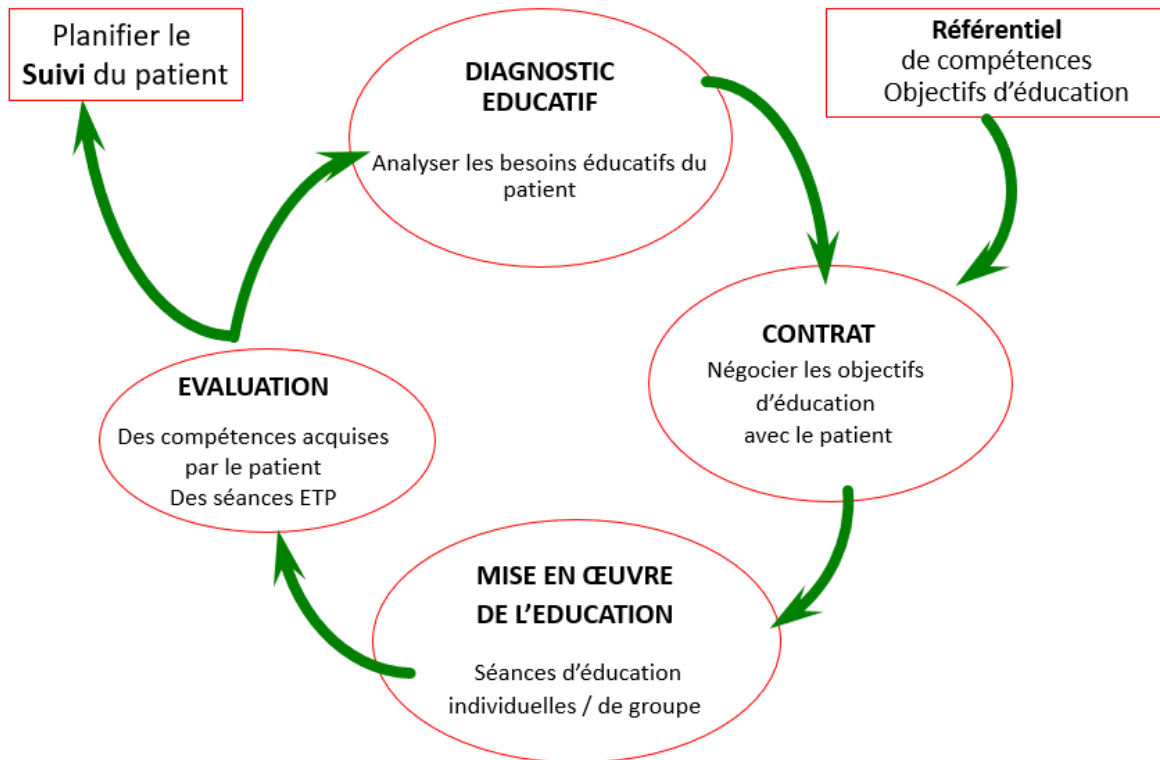 Planifier le
Suivi du patient
DIAGNOSTIC
EDUCATIF
Analyser les besoins éducatifs du
patient
Référentiel
de compétences
Objectifs d'éducation
CONTRAT
Négocier les objectifs
d'éducation
avec le patient
MISE EN ŒUVRE
DE L'EDUCATION
Séances d'éducation
individuelles / de groupe
EVALUATION
Des compétences acquises
par le patient
Des séances ETP